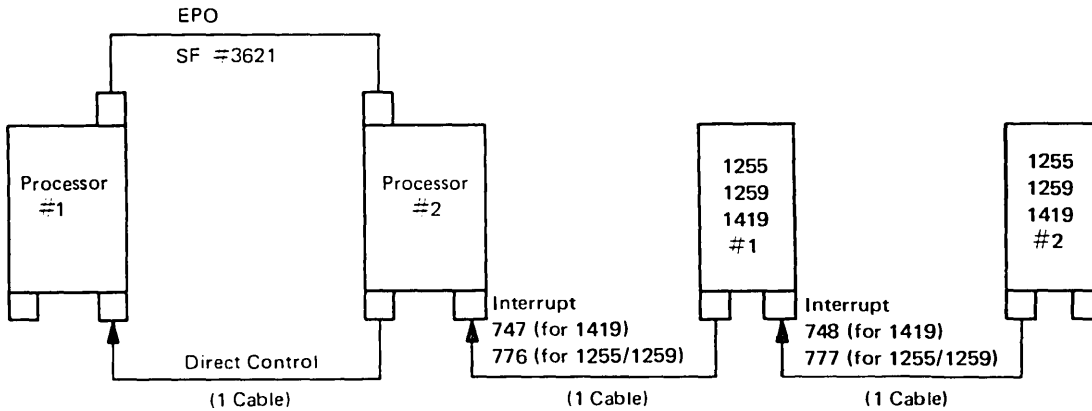 EPO
SF #3621
Processor
#1
Processor
#2
1255
1259
1419
#1
1255
1259
1419
#2
Interrupt
747 (for 1419)
776 (for 1255/1259)
Interrupt
748 (for 1419)
777 (for 1255/1259)
Direct Control
(1 Cable)
(1 Cable)
(1 Cable)